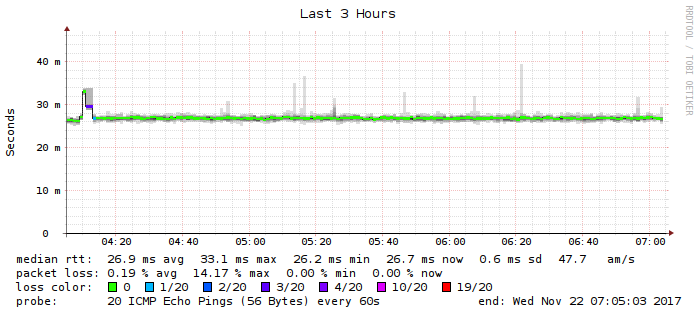 Last 3 Hours
RRDTOOL / TOBI OETIKER
Seconds
40 m
30 m
20 m
10 m
0
04:20 04:40 05:00 05:20 05:40 06:00 06:20 06:40 07:00
median rtt: 26.9 ms avg 33.1 ms max 26.2 ms min 26.7 ms now 0.6 ms sd 47.7 am/s
packet loss: 0.19 % avg 14.17 % max 0.00 % min 0.00 % now
loss color: 0 1/20 2/20 3/20 4/20 10/20 19/20
probe: 20 ICMP Echo Pings (56 Bytes) every 60s end: Wed Nov 22 07:05:03 2017